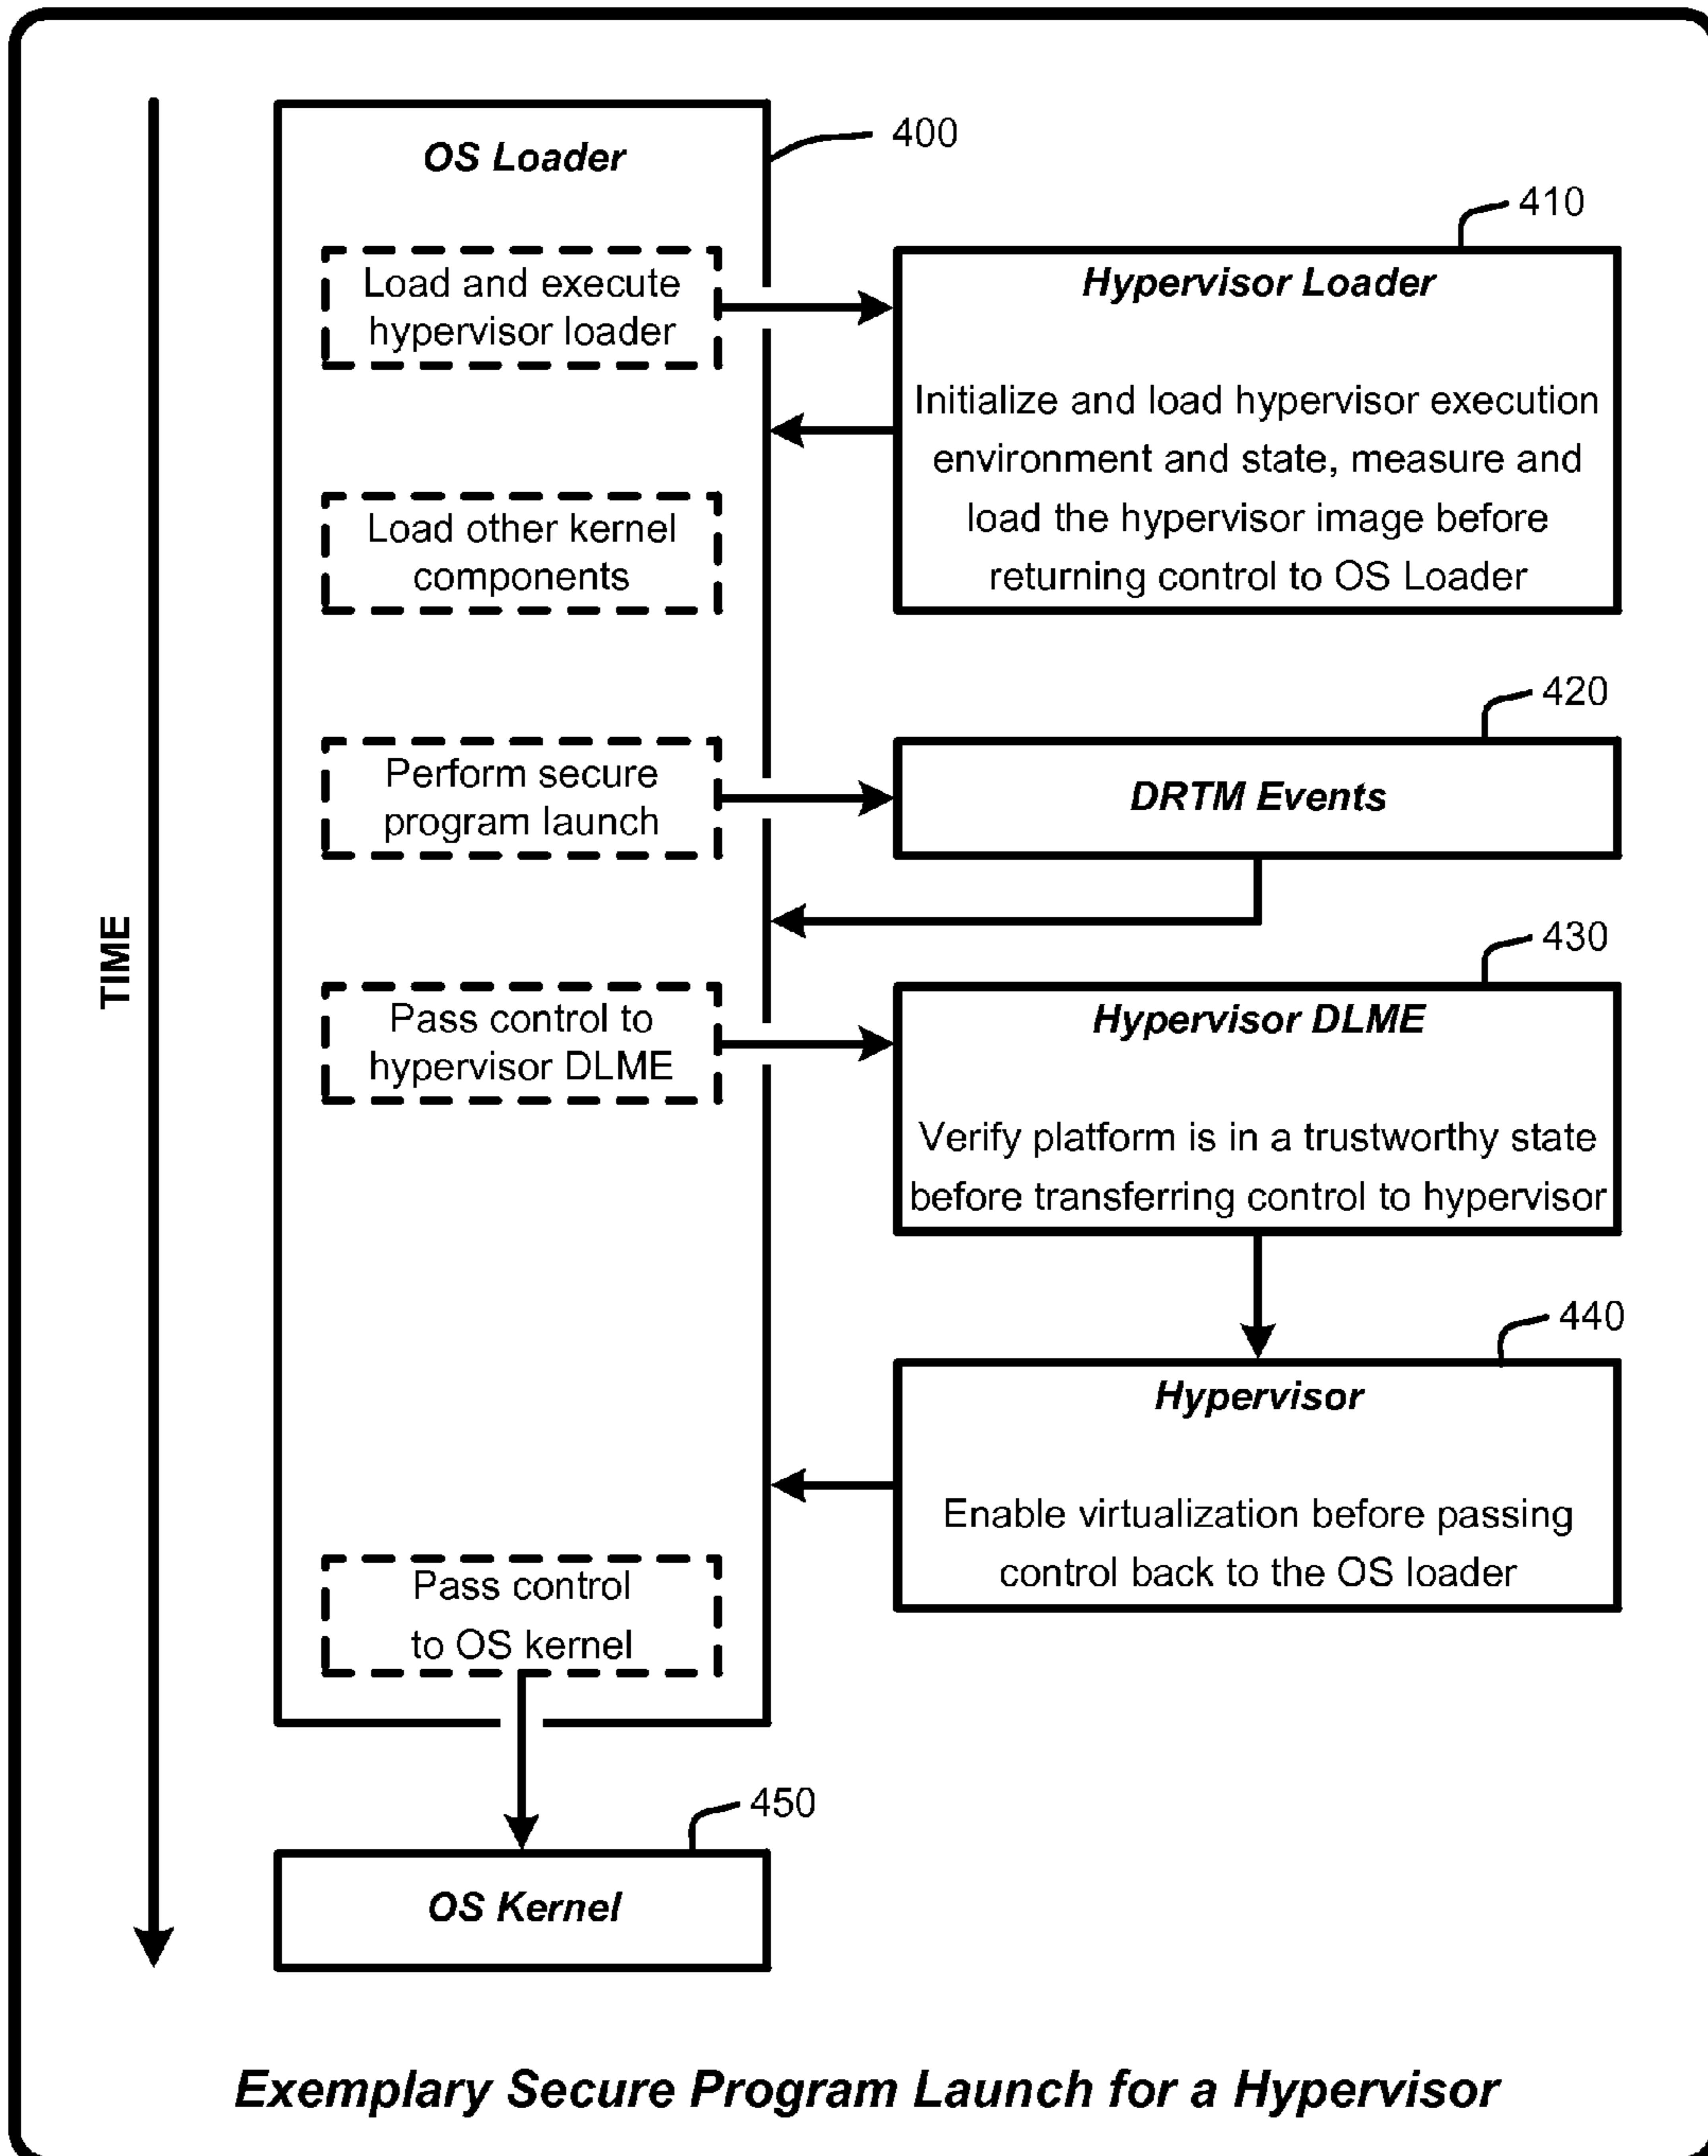 OS Loader
400
410
Load and execute
hypervisor loader
Hypervisor Loader
Initialize and load hypervisor execution
environment and state, measure and
load the hypervisor image before
returning control to OS Loader
Load other kernel
components
420
Perform secure
program launch
DRTM Events
TIME
430
Pass control to
hypervisor DLME
Hypervisor DLME
Verify platform is in a trustworthy state
before transferring control to hypervisor
440
Hypervisor
Enable virtualization before passing
control back to the OS loader
Pass control
to OS kernel
450
OS Kernel
Exemplary Secure Program Launch for a Hypervisor